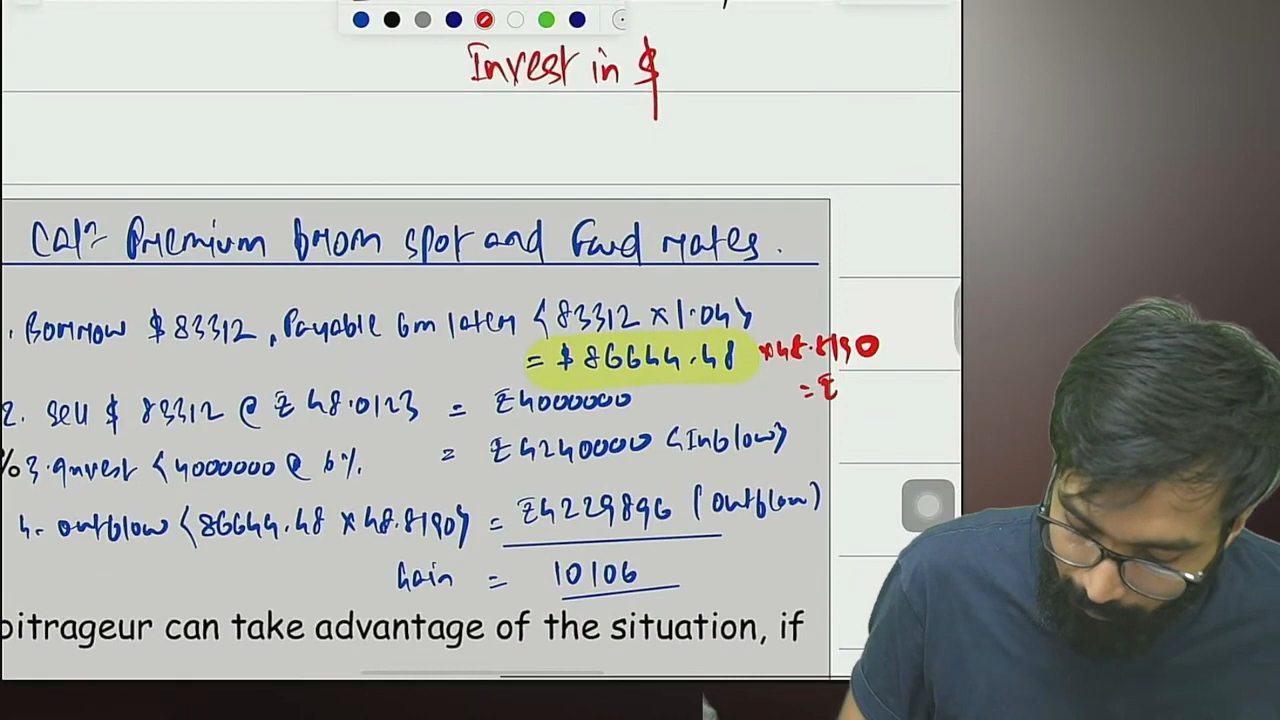 Invest in $
Caln Premium from spot and Fwd rates.
. Borrow $ 83312, Payable 6m later (83312 × 1.04)
= $ 86644.48 ×48.8190
= ₹
2. Sell $ 83312 @ ₹ 48.0123 = ₹4000000
% 3. Invest (4000000 @ 6% = ₹4240000 (Inflow)
4. outflow (86644.48 × 48.8190) = ₹4229896 (outflow)
Gain = 10106
bitrageur can take advantage of the situation, if